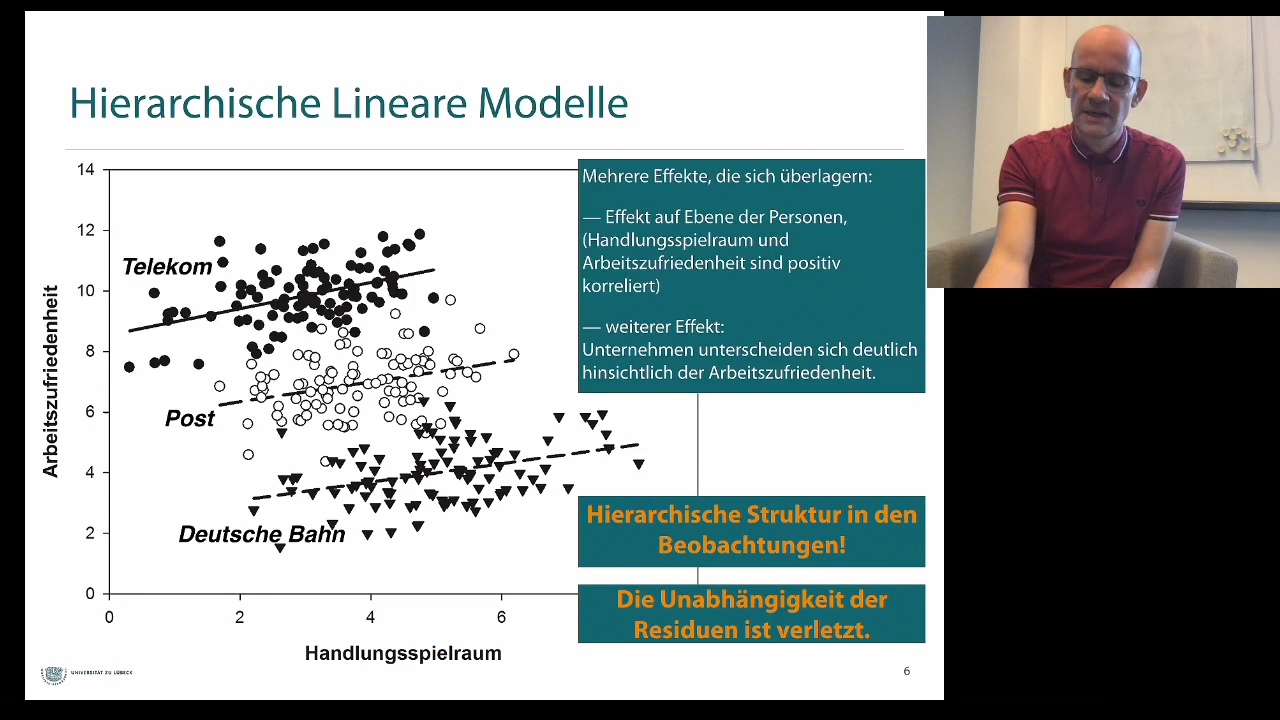 Hierarchische Lineare Modelle
14
12
10
8
6
4
2
0
0
2
4
6
Arbeitszufriedenheit
Handlungsspielraum
Telekom
Post
Deutsche Bahn
Mehrere Effekte, die sich überlagern:
— Effekt auf Ebene der Personen,
(Handlungsspielraum und
Arbeitszufriedenheit sind positiv
korreliert)
— weiterer Effekt:
Unternehmen unterscheiden sich deutlich
hinsichtlich der Arbeitszufriedenheit.
Hierarchische Struktur in den
Beobachtungen!
Die Unabhängigkeit der
Residuen ist verletzt.
UNIVERSITÄT ZU LÜBECK
6